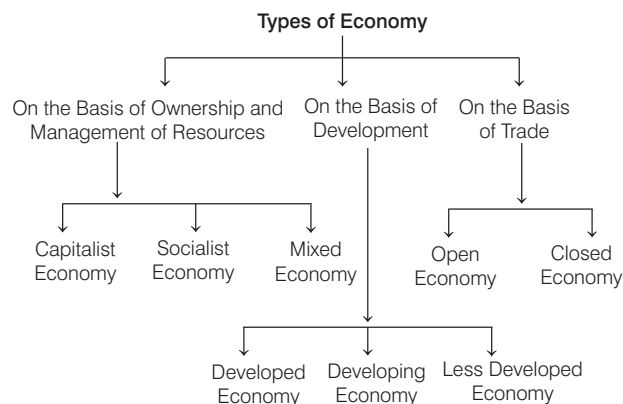 Types of Economy
On the Basis of Ownership and
Management of Resources
On the Basis of
Development
On the Basis
of Trade
Capitalist
Economy
Socialist
Economy
Mixed
Economy
Open
Economy
Closed
Economy
Developed
Economy
Developing
Economy
Less Developed
Economy